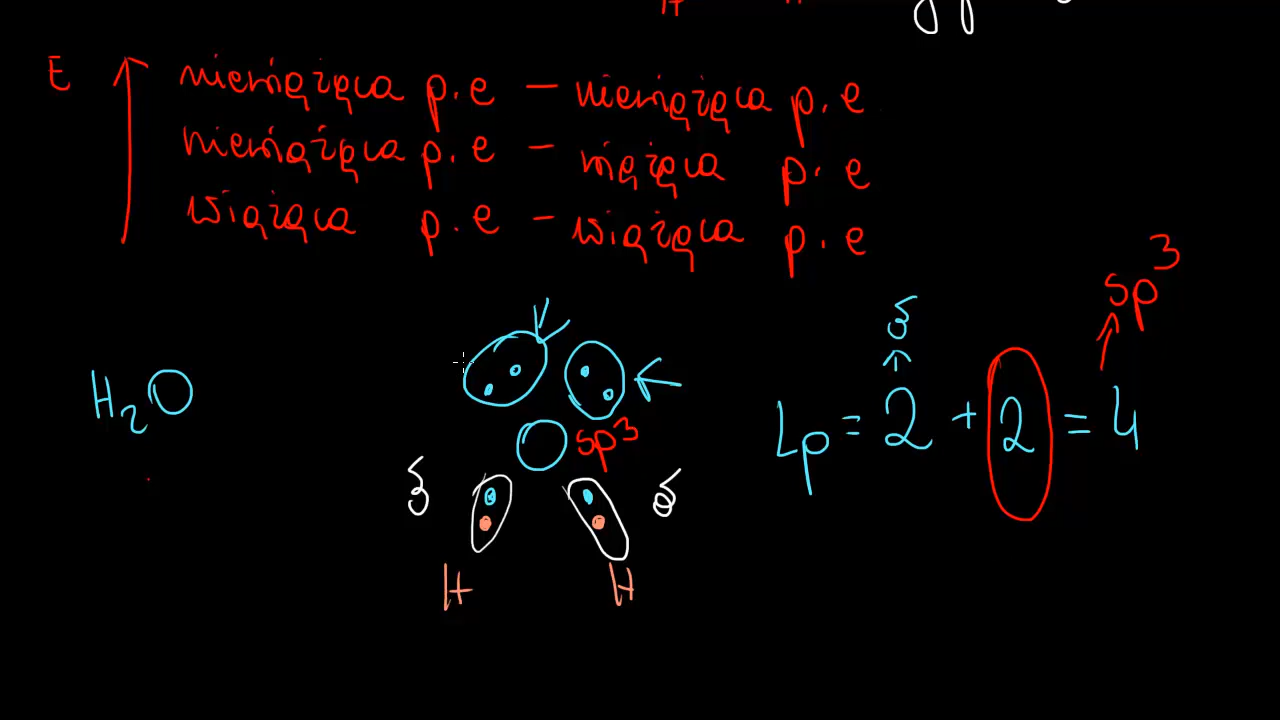 E
niewiążąca p.e – niewiążąca p.e
niewiążąca p.e – wiążąca p.e
wiążąca p.e – wiążąca p.e
sp³
H₂O
Lp = 2 + 2 = 4
sp³
H H